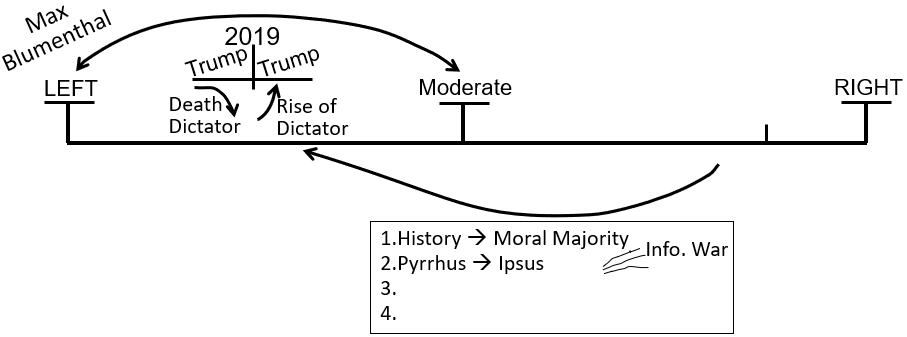 Max
Blumenthal
2019
Trump Trump
LEFT
Moderate
RIGHT
Death
Dictator
Rise of
Dictator
1.History → Moral Majority
Info. War
2.Pyrrhus → Ipsus
3.
4.